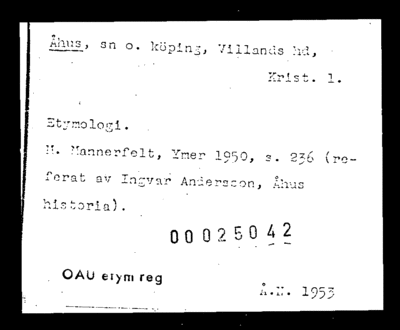 Åhus, sn o. köping, Villands hd,
Krist. l.
Etymologi.
N. Mannerfelt, Ymer 1950, s. 236 (re-
ferat av Ingvar Andersson, Åhus
historia).
00025042
OAU etym reg
Å.N. 1953